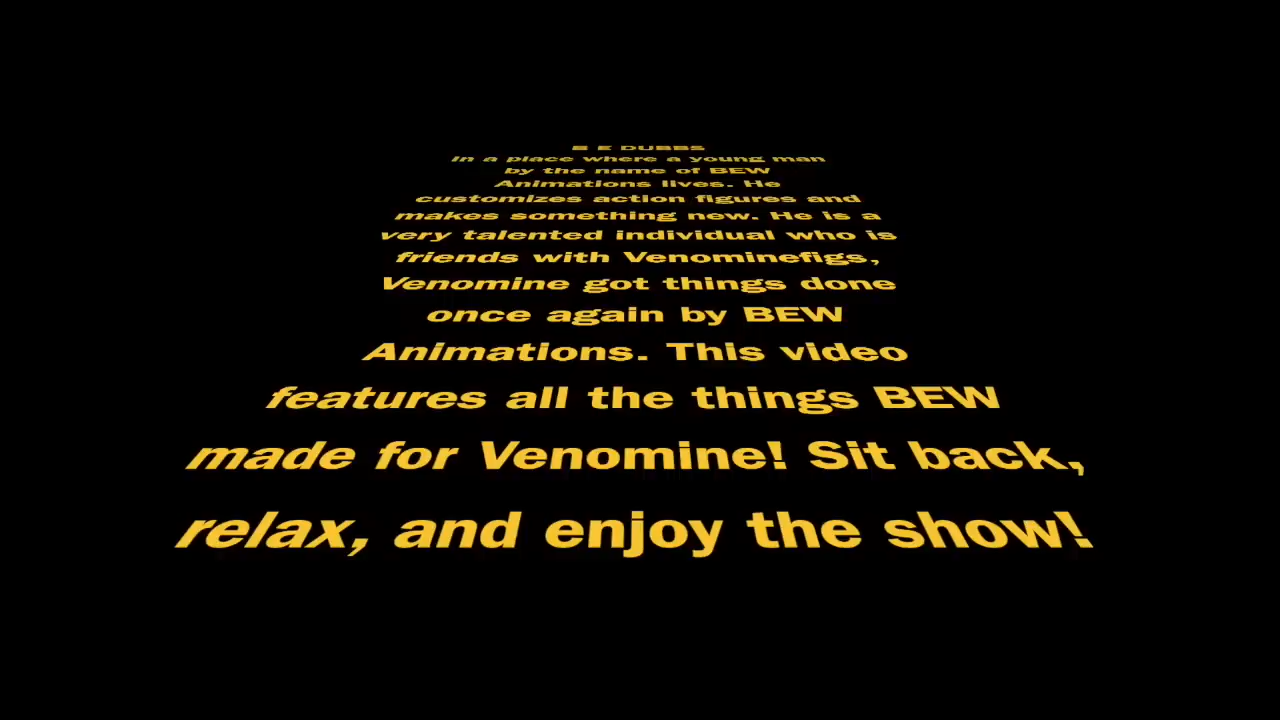 B E DUBBS
In a place where a young man
by the name of BEW
Animations lives. He
customizes action figures and
makes something new. He is a
very talented individual who is
friends with Venominefigs,
Venomine got things done
once again by BEW
Animations. This video
features all the things BEW
made for Venomine! Sit back,
relax, and enjoy the show!